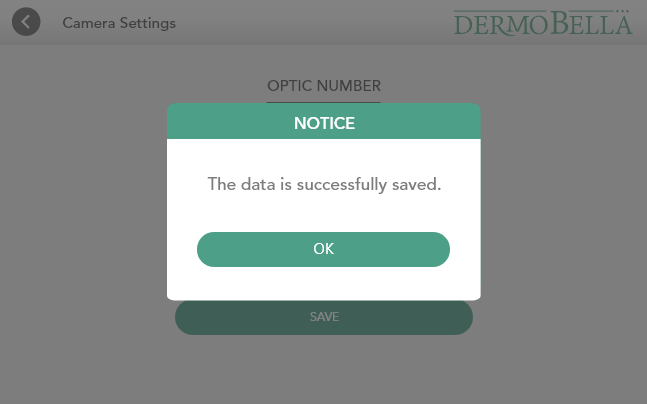 Camera Settings
DERMOBELLA
OPTIC NUMBER
NOTICE
The data is successfully saved.
OK
SAVE